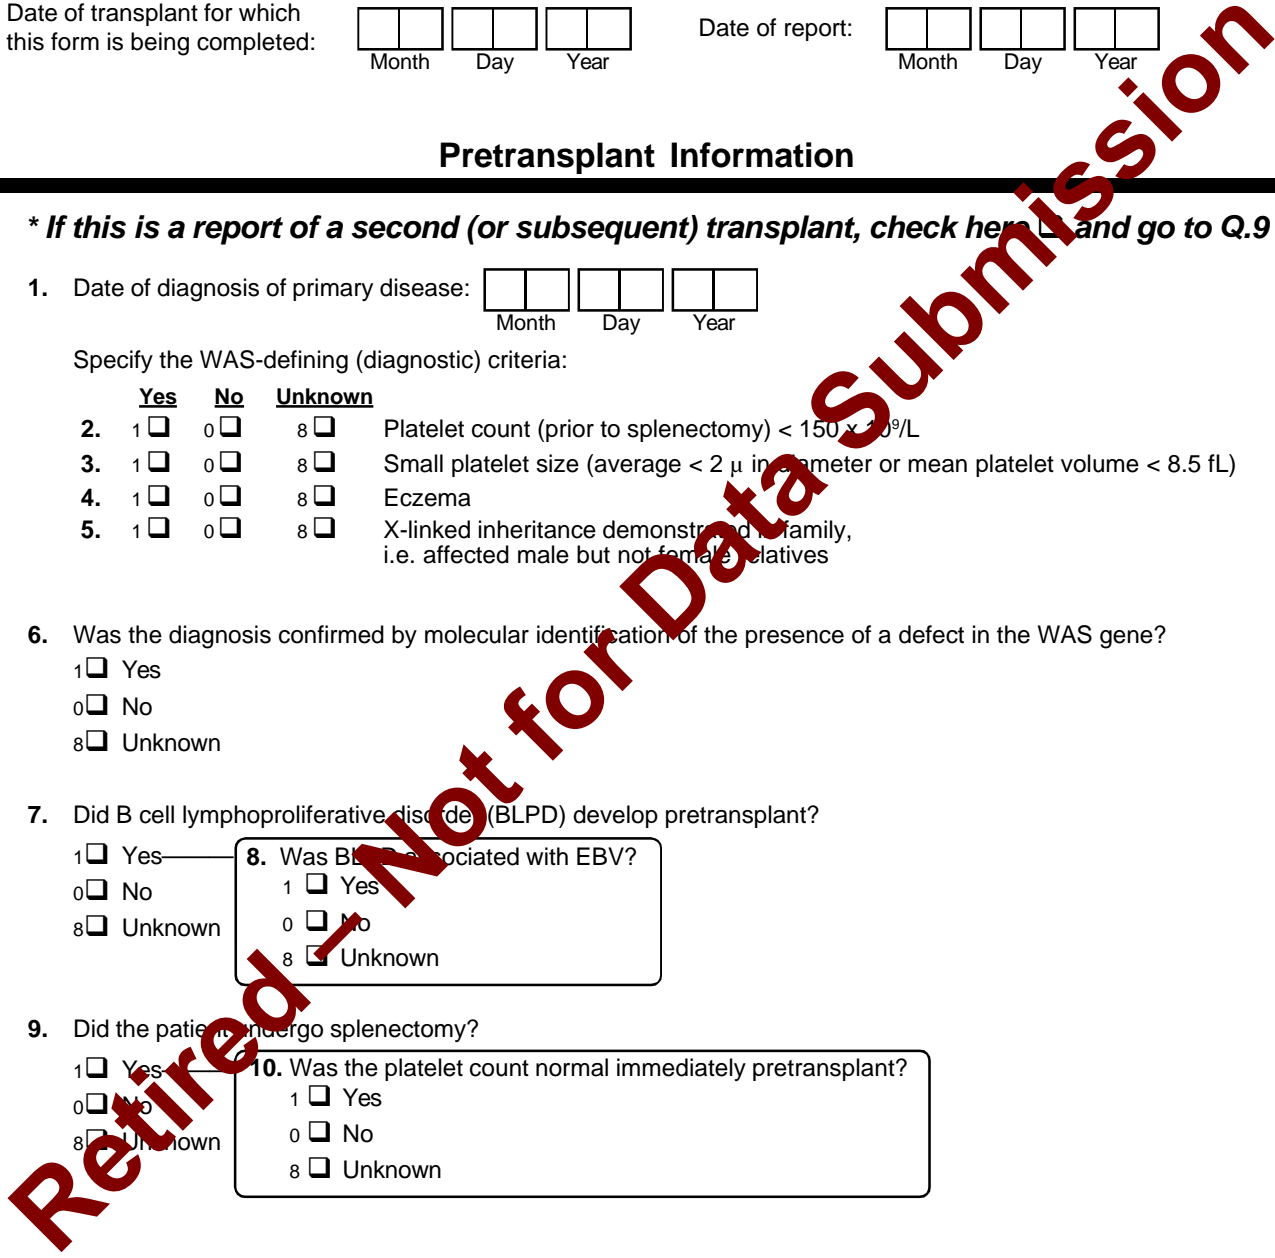 Date of transplant for which
this form is being completed:
Month Day Year
Date of report:
Month Day Year
Pretransplant Information
* If this is a report of a second (or subsequent) transplant, check here ❑ and go to Q.9
1. Date of diagnosis of primary disease:
Month Day Year
Specify the WAS-defining (diagnostic) criteria:
Yes No Unknown
2. 1 ❑ 0 ❑ 8 ❑ Platelet count (prior to splenectomy) < 150 x 10⁹/L
3. 1 ❑ 0 ❑ 8 ❑ Small platelet size (average < 2 μ in diameter or mean platelet volume < 8.5 fL)
4. 1 ❑ 0 ❑ 8 ❑ Eczema
5. 1 ❑ 0 ❑ 8 ❑ X-linked inheritance demonstrated in family,
i.e. affected male but not female relatives
6. Was the diagnosis confirmed by molecular identification of the presence of a defect in the WAS gene?
1 ❑ Yes
0 ❑ No
8 ❑ Unknown
7. Did B cell lymphoproliferative disorder (BLPD) develop pretransplant?
1 ❑ Yes
0 ❑ No
8 ❑ Unknown
8. Was BLPD associated with EBV?
1 ❑ Yes
0 ❑ No
8 ❑ Unknown
9. Did the patient undergo splenectomy?
1 ❑ Yes
0 ❑ No
8 ❑ Unknown
10. Was the platelet count normal immediately pretransplant?
1 ❑ Yes
0 ❑ No
8 ❑ Unknown
Retired – Not for Data Submission